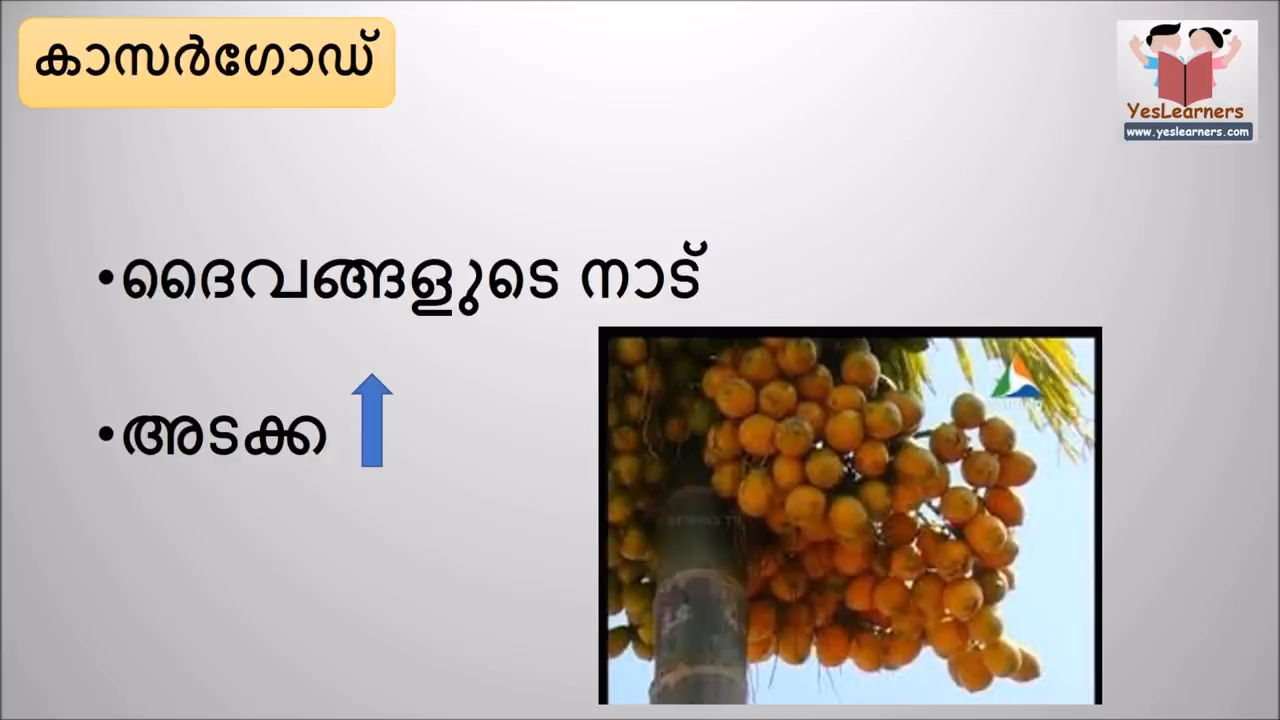 കാസർഗോഡ്
YesLearners
www.yeslearners.com
•ദൈവങ്ങളുടെ നാട്
•അടക്ക